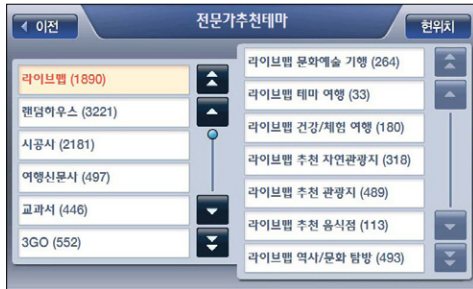 이전
전문가추천테마
현위치
라이브맵 (1890)
랜덤하우스 (3221)
시공사 (2181)
여행신문사 (497)
교과서 (446)
3GO (552)
라이브맵 문화예술 기행 (264)
라이브맵 테마 여행 (33)
라이브맵 건강/체험 여행 (180)
라이브맵 추천 자연관광지 (318)
라이브맵 추천 관광지 (489)
라이브맵 추천 음식점 (113)
라이브맵 역사/문화 탐방 (493)